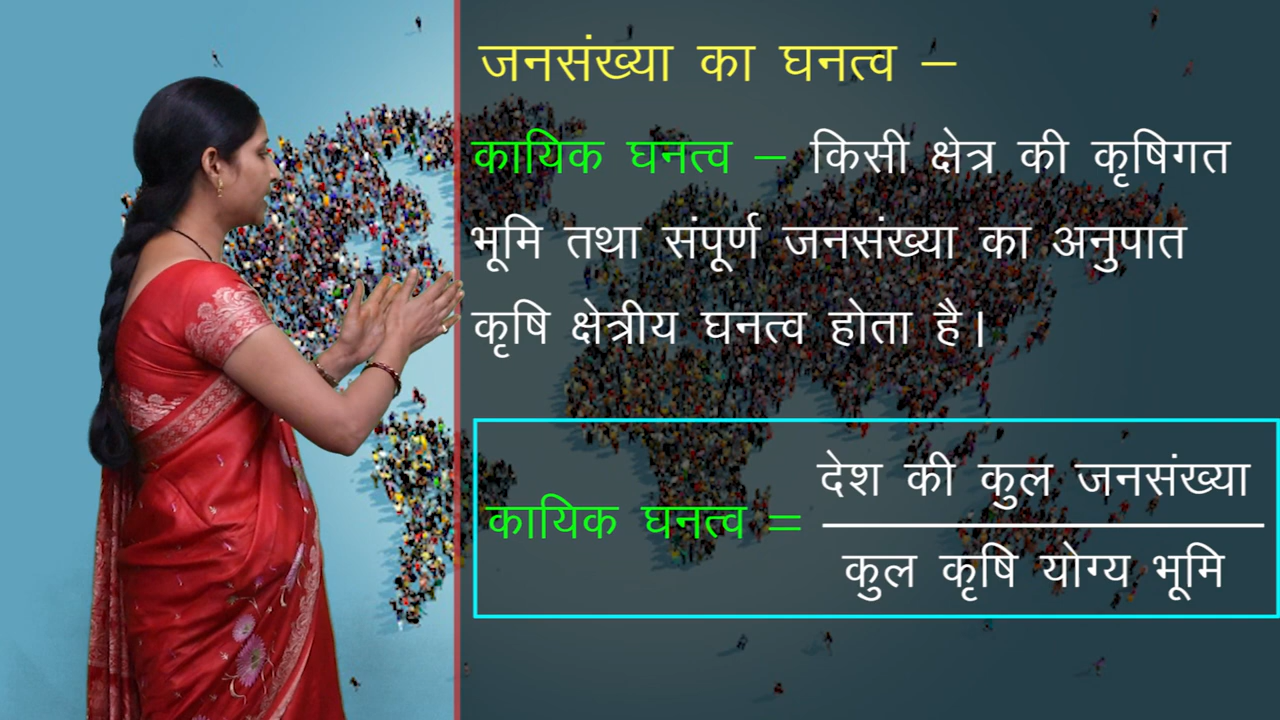 जनसंख्या का घनत्व –
कायिक घनत्व – किसी क्षेत्र की कृषिगत
भूमि तथा संपूर्ण जनसंख्या का अनुपात
कृषि क्षेत्रीय घनत्व होता है।
देश की कुल जनसंख्या
कायिक घनत्व =
कुल कृषि योग्य भूमि